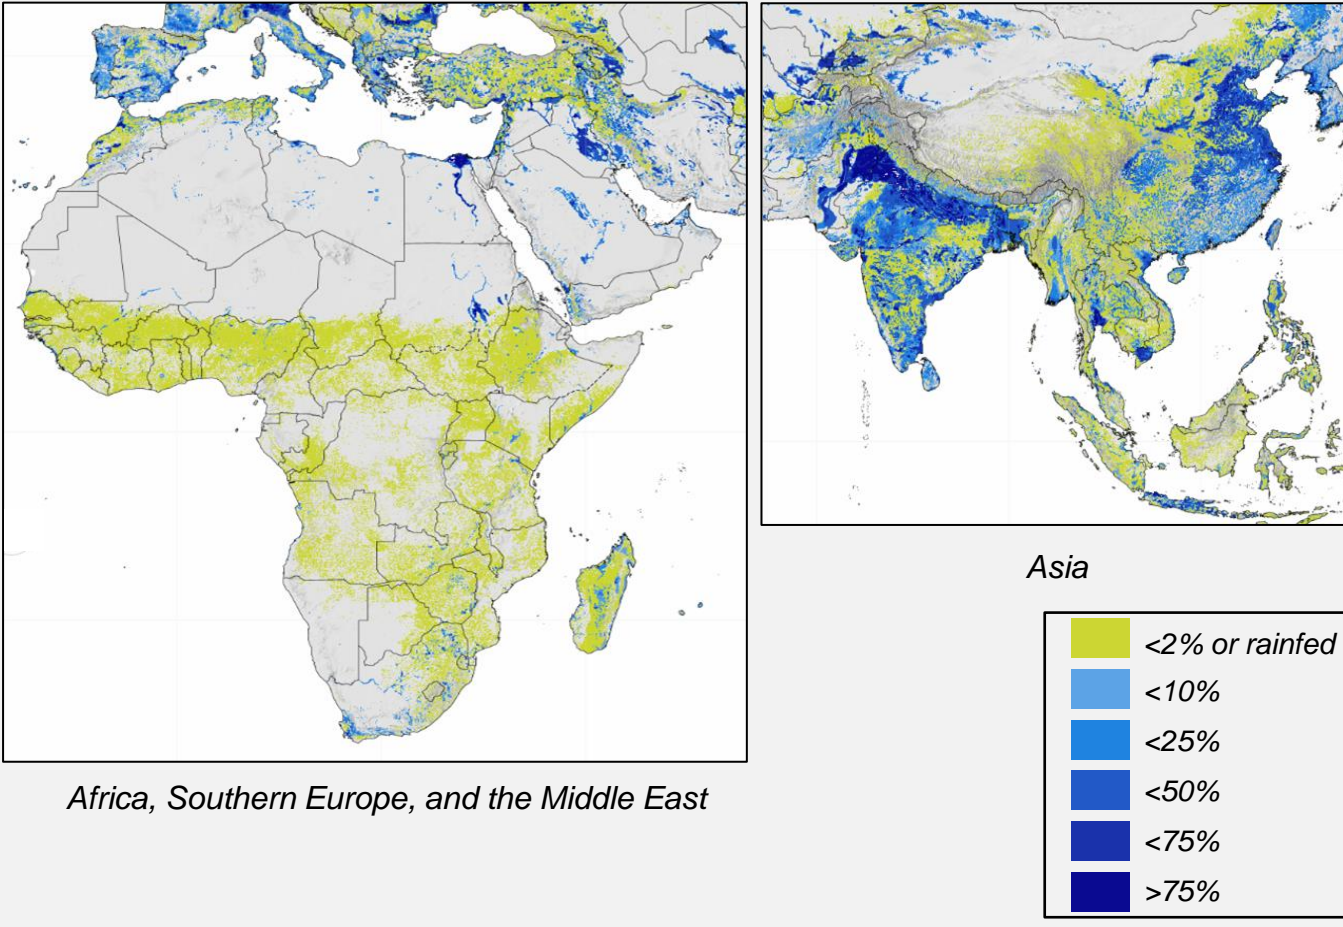 Asia
<2% or rainfed
<10%
<25%
<50%
<75%
>75%
Africa, Southern Europe, and the Middle East